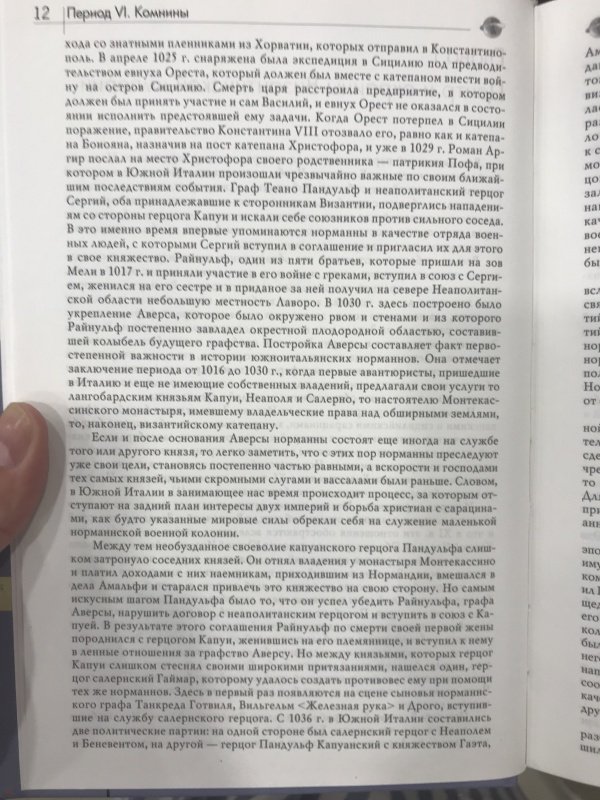 12 Период VI. Комнины
хода со знатными пленниками из Хорватии, которых отправил в Константино-
поль. В апреле 1025 г. снаряжена была экспедиция в Сицилию под предводи-
тельством евнуха Ореста, который должен был вместе с катепаном внести вой-
ну на остров Сицилию. Смерть царя расстроила предприятие, в котором
должен был принять участие и сам Василий, и евнух Орест не оказался в состо-
янии исполнить предстоявшей ему задачи. Когда Орест потерпел в Сицилии
поражение, правительство Константина VIII отозвало его, равно как и катепа-
на Бонояна, назначив на пост катепана Христофора, и уже в 1029 г. Роман Ар-
гир послал на место Христофора своего родственника — патрикия Пофа, при
котором в Южной Италии произошли чрезвычайно важные по своим ближай-
шим последствиям события. Граф Теано Пандульф и неаполитанский герцог
Сергий, оба принадлежавшие к сторонникам Византии, подверглись нападени-
ям со стороны герцога Капуи и искали себе союзников против сильного соседа.
В это именно время впервые упоминаются норманны в качестве отряда воен-
ных людей, с которыми Сергий вступил в соглашение и пригласил их для этого
в свое княжество. Райнульф, один из пяти братьев, которые пришли на зов
Мели в 1017 г. и приняли участие в его войне с греками, вступил в союз с Серги-
ем, женился на его сестре и в приданое за ней получил на севере Неаполитан-
ской области небольшую местность Лаворо. В 1030 г. здесь построено было
укрепление Аверса, которое было окружено рвом и стенами и из которого
Райнульф постепенно завладел окрестной плодородной областью, составив-
шей колыбель будущего графства. Постройка Аверсы составляет факт перво-
степенной важности в истории южноитальянских норманнов. Она отмечает
заключение периода от 1016 до 1030 г., когда первые авантюристы, пришедшие
в Италию и еще не имеющие собственных владений, предлагали свои услуги то
лангобардским князьям Капуи, Неаполя и Салерно, то настоятелю Монтекас-
синского монастыря, имевшему владельческие права над обширными землями,
то, наконец, византийскому катепану.
Если и после основания Аверсы норманны состоят еще иногда на службе
того или другого князя, то легко заметить, что с этих пор норманны преследуют
уже свои цели, становясь постепенно частью равными, а вскорости и господами
тех самых князей, чьими скромными слугами и вассалами были раньше. Словом,
в Южной Италии в занимающее нас время происходит процесс, за которым от-
ступают на задний план интересы двух империй и борьба христиан с сарацина-
ми, как будто указанные мировые силы обрекли себя на служение маленькой
норманнской военной колонии.
Между тем необузданное своеволие капуанского герцога Пандульфа слиш-
ком затронуло соседних князей. Он отнял владения у монастыря Монтекассино
и платил доходами с них наемникам, приходившим из Нормандии, вмешался в
дела Амальфи и старался привлечь это княжество на свою сторону. Но самым
искусным шагом Пандульфа было то, что он успел убедить Райнульфа, графа
Аверсы, нарушить договор с неаполитанским герцогом и вступить в союз с Ка-
пуей. В результате этого соглашения Райнульф по смерти своей первой жены
породнился с герцогом Капуи, женившись на его племяннице, и вступил к нему
в ленные отношения за графство Аверсу. Но между князьями, которых герцог
Капуи слишком стеснял своими широкими притязаниями, нашелся один, гер-
цог салернский Гаймар, которому удалось создать противовес ему при помощи
тех же норманнов. Здесь в первый раз появляются на сцене сыновья норманнс-
кого графа Танкреда Готвиля, Вильгельм <Железная рука> и Дрого, вступив-
шие на службу салернского герцога. С 1036 г. в Южной Италии составились
две политические партии: на одной стороне был салернский герцог с Неаполем
и Беневентом, на другой — герцог Пандульф Капуанский с княжеством Гаэта,